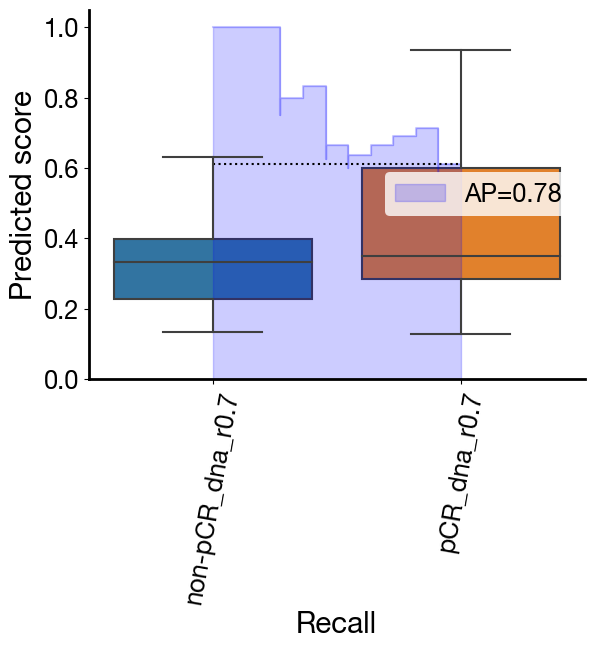 Predicted score
1.0
0.8
0.6
0.4
0.2
0.0
AP=0.78
non-pCR_dna_r0.7
pCR_dna_r0.7
Recall